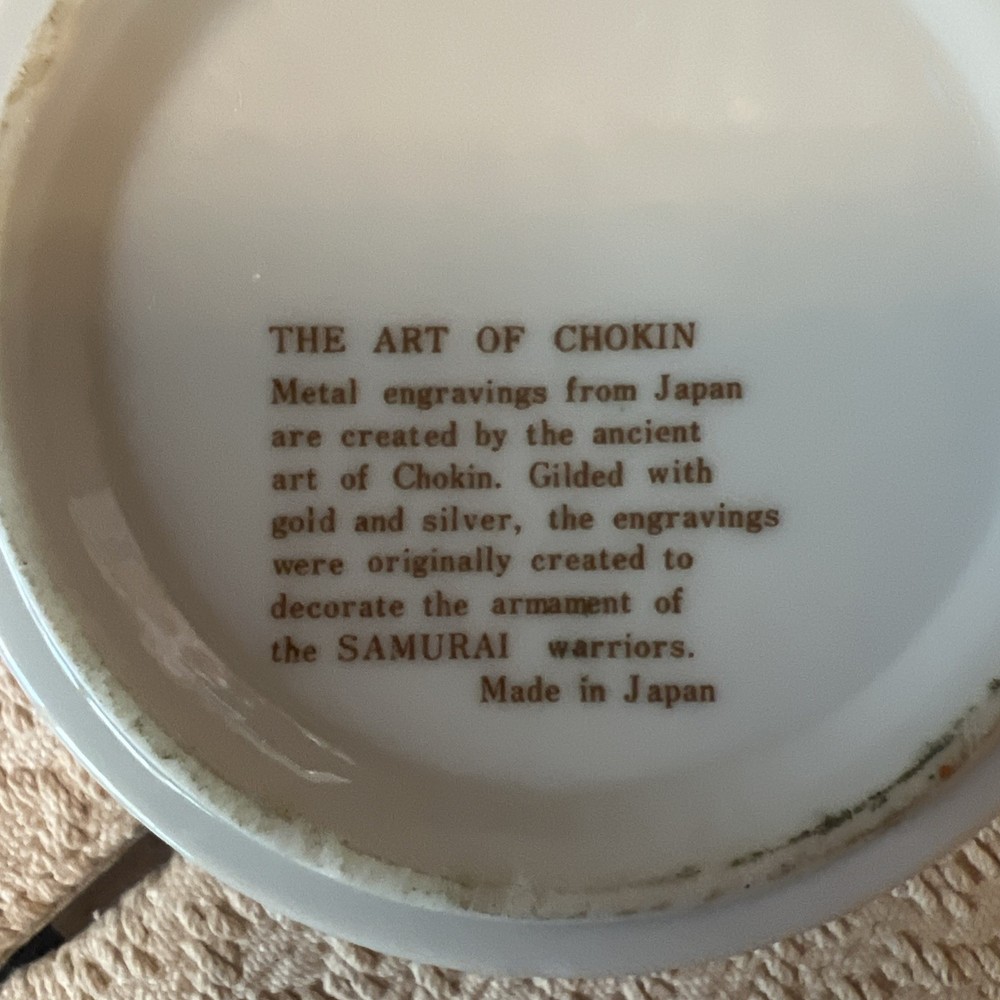 THE ART OF CHOKIN
Metal engravings from Japan
are created by the ancient
art of Chokin. Gilded with
gold and silver, the engravings
were originally created to
decorate the armament of
the SAMURAI warriors.
Made in Japan